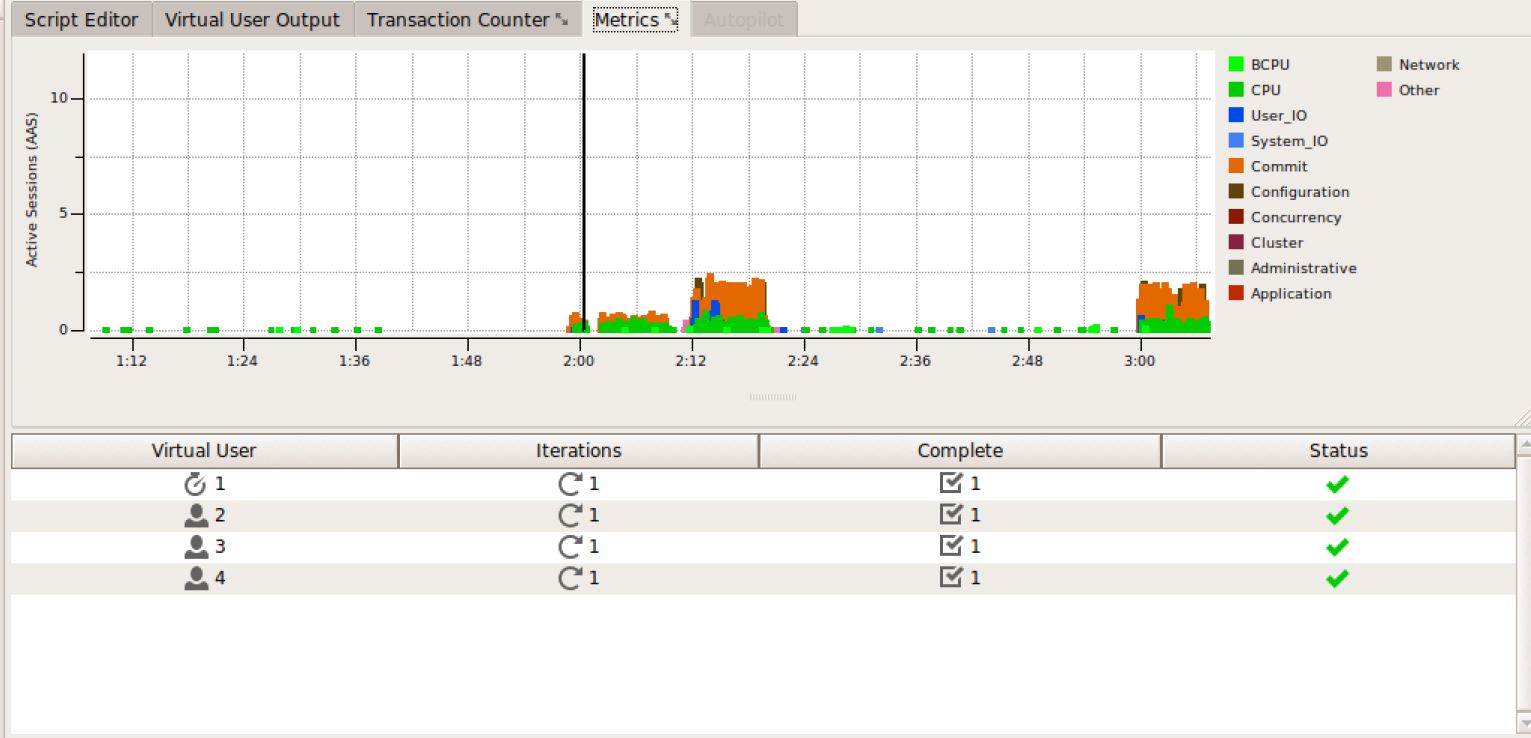 Script Editor Virtual User Output Transaction Counter Metrics Autopilot
Active Sessions (AAS)
10
5
0
1:12 1:24 1:36 1:48 2:00 2:12 2:24 2:36 2:48 3:00
BCPU
CPU
User_IO
System_IO
Commit
Configuration
Concurrency
Cluster
Administrative
Application
Network
Other
Virtual User Iterations Complete Status
1 1 1
2 1 1
3 1 1
4 1 1